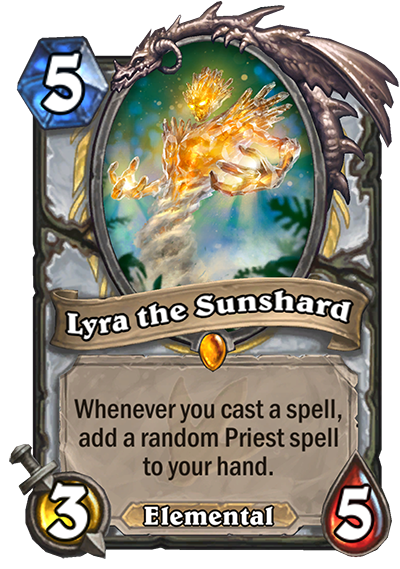 5
Lyra the Sunshard
Whenever you cast a spell,
add a random Priest spell
to your hand.
3
Elemental
5